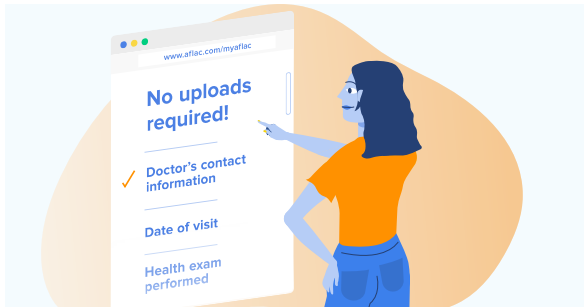 www.aflac.com/myaflac
No uploads
required!
Doctor's contact
information
Date of visit
Health exam
performed